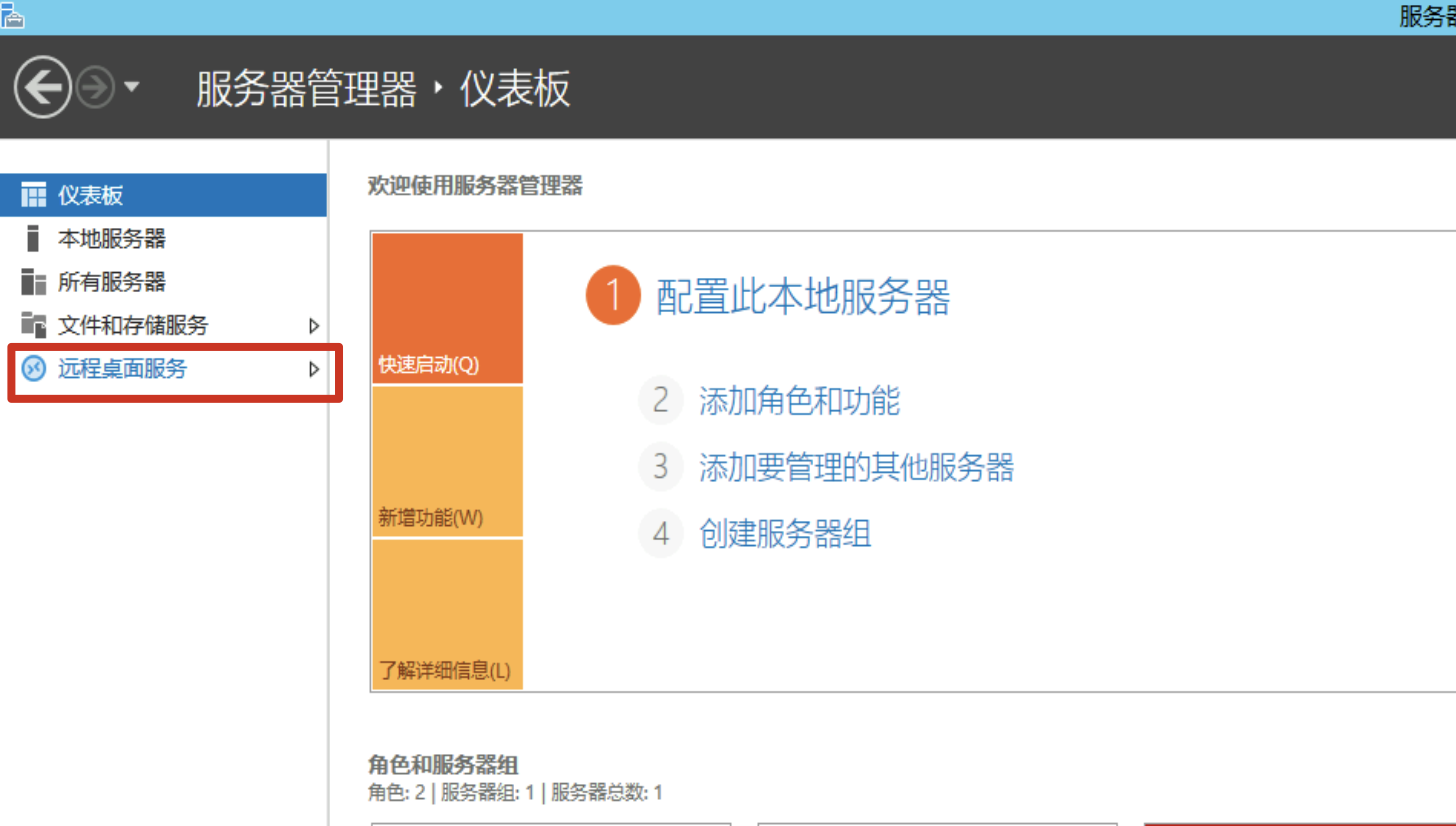 服务器
服务器管理器 ‣ 仪表板
仪表板
本地服务器
所有服务器
文件和存储服务
远程桌面服务
欢迎使用服务器管理器
快速启动(Q)
新增功能(W)
了解详细信息(L)
1 配置此本地服务器
2 添加角色和功能
3 添加要管理的其他服务器
4 创建服务器组
角色和服务器组
角色: 2 | 服务器组: 1 | 服务器总数: 1